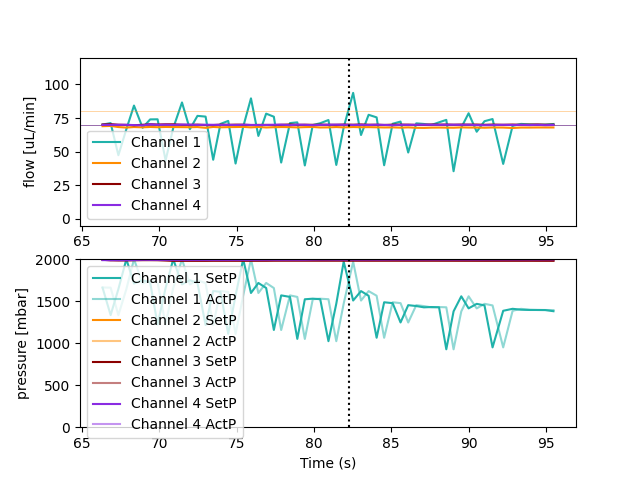 flow [uL/min]
100
75
50
25
0
Channel 1
Channel 2
Channel 3
Channel 4
65 70 75 80 85 90 95
pressure [mbar]
2000
1500
1000
500
0
Channel 1 SetP
Channel 1 ActP
Channel 2 SetP
Channel 2 ActP
Channel 3 SetP
Channel 3 ActP
Channel 4 SetP
Channel 4 ActP
65 70 75 80 85 90 95
Time (s)